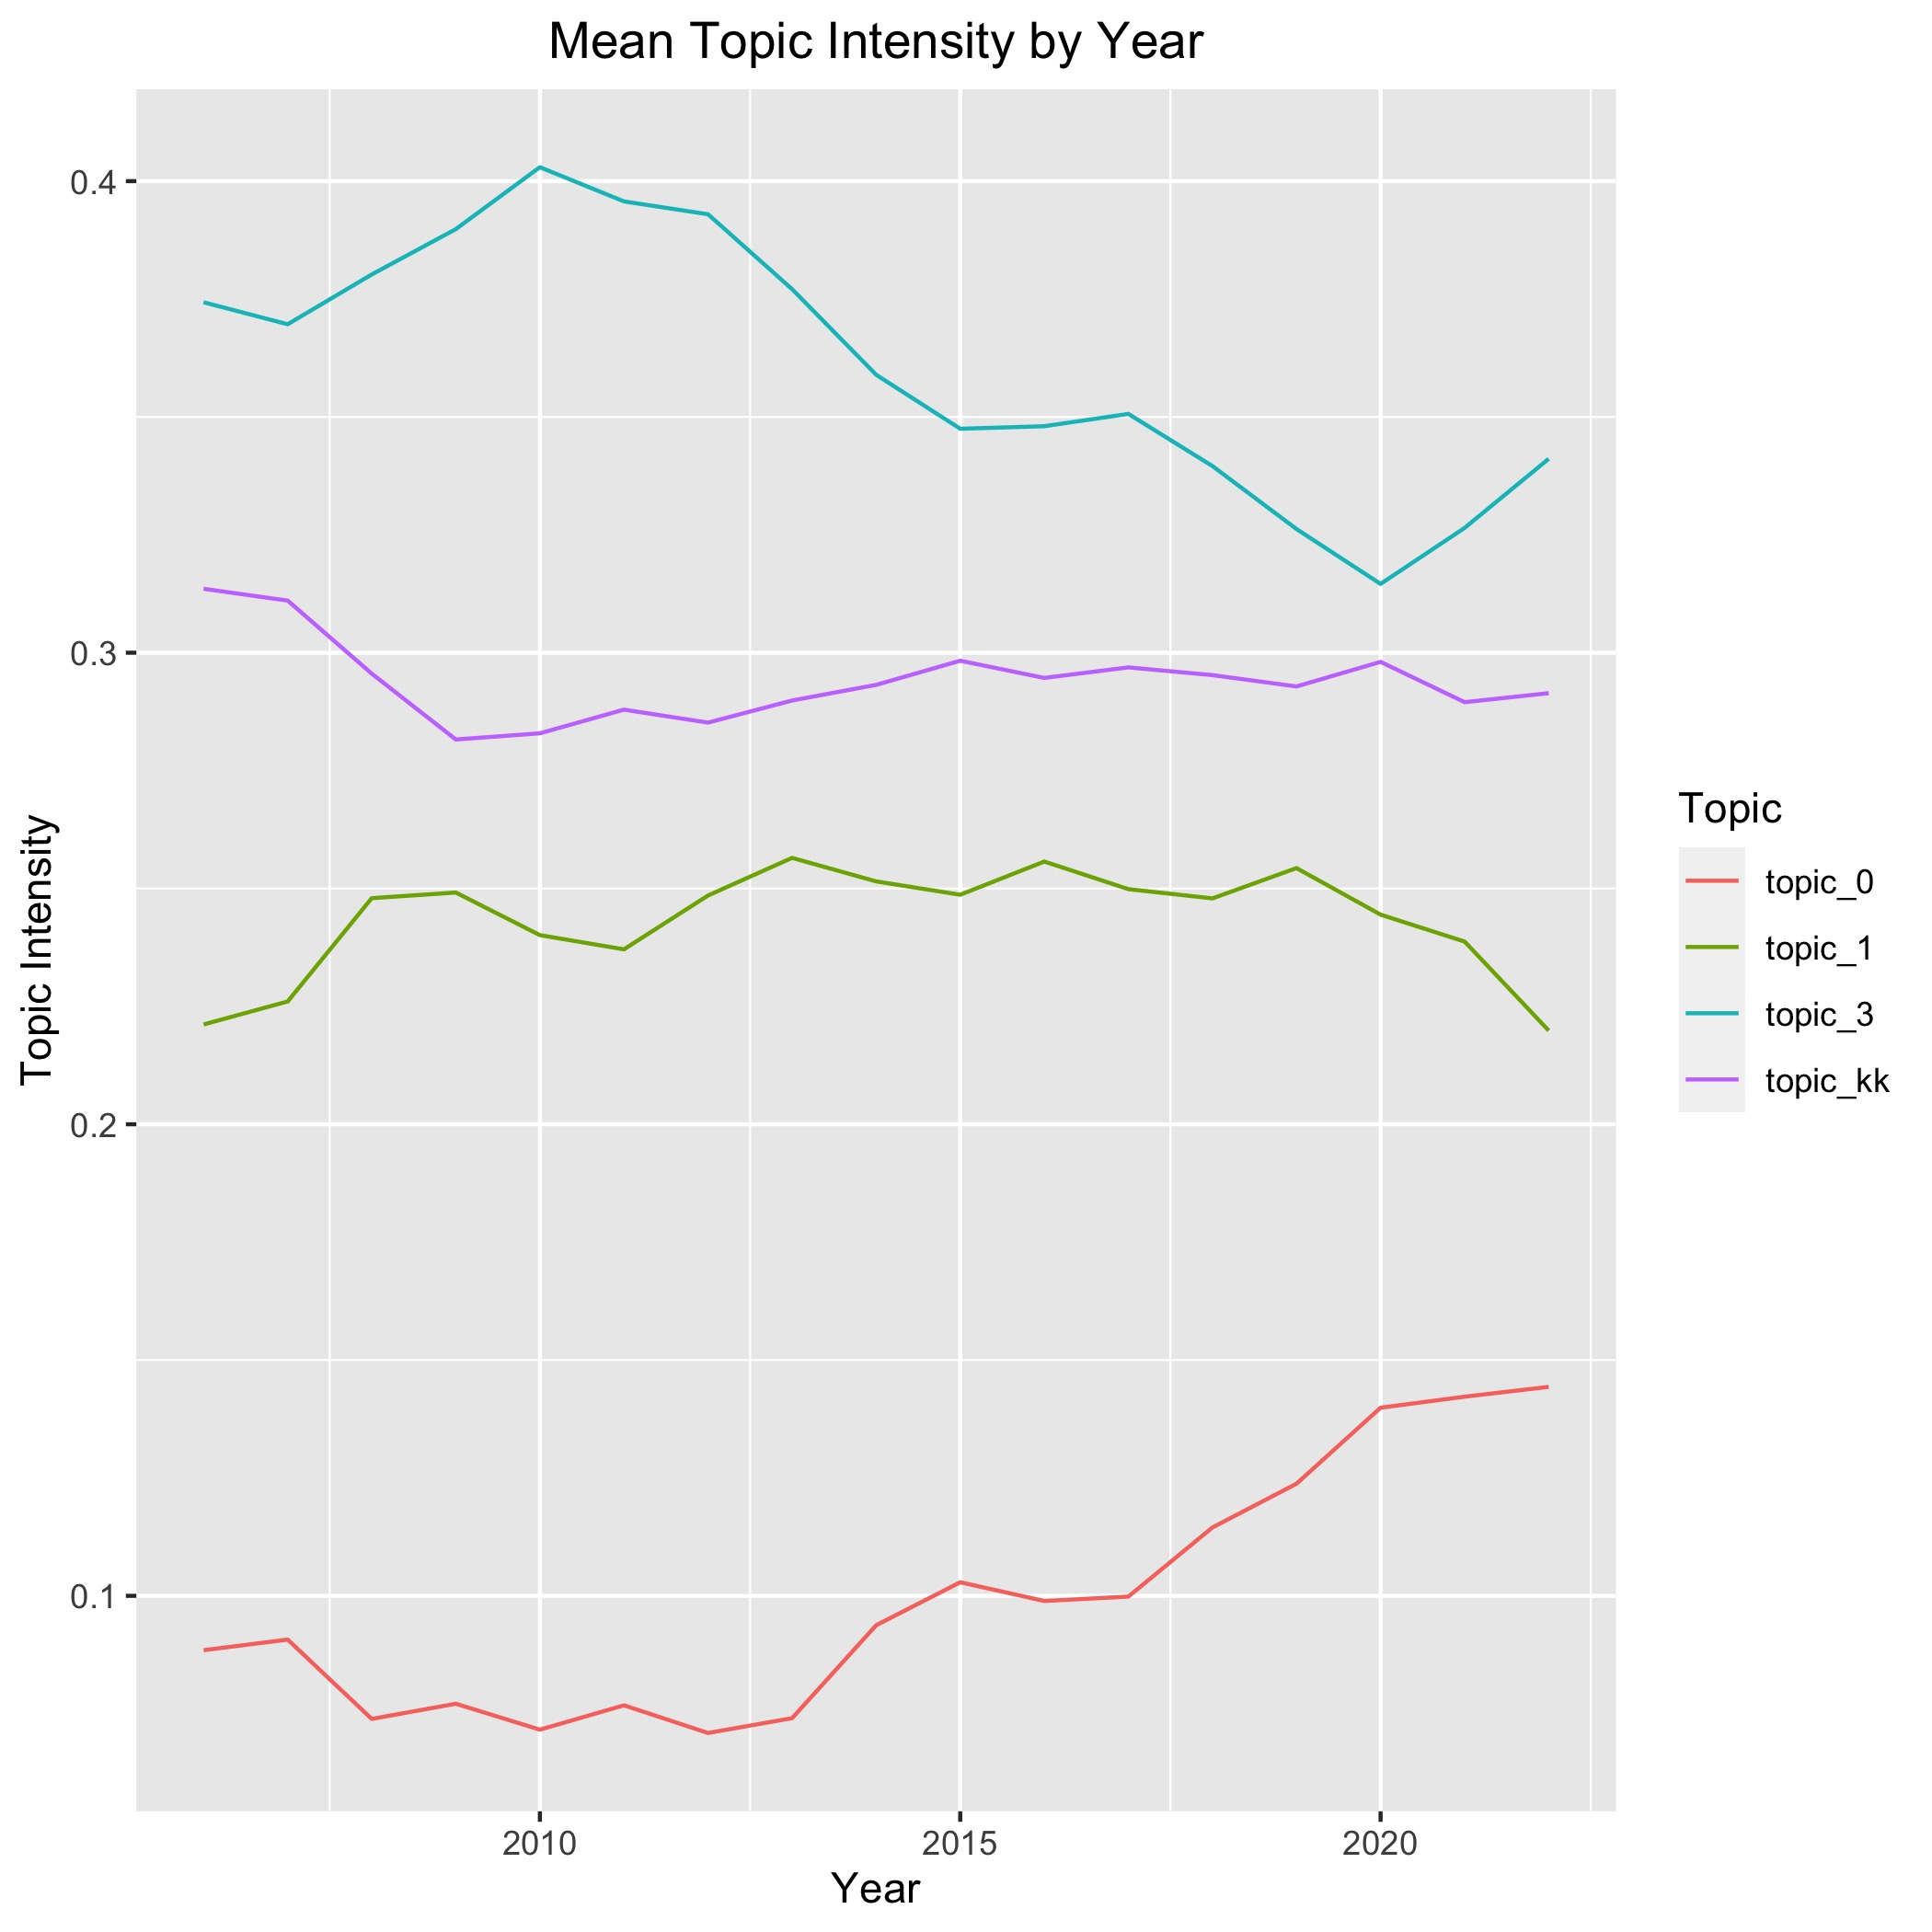 Mean Topic Intensity by Year
Topic Intensity
0.4
0.3
0.2
0.1
2010
2015
2020
Year
Topic
topic_0
topic_1
topic_3
topic_kk